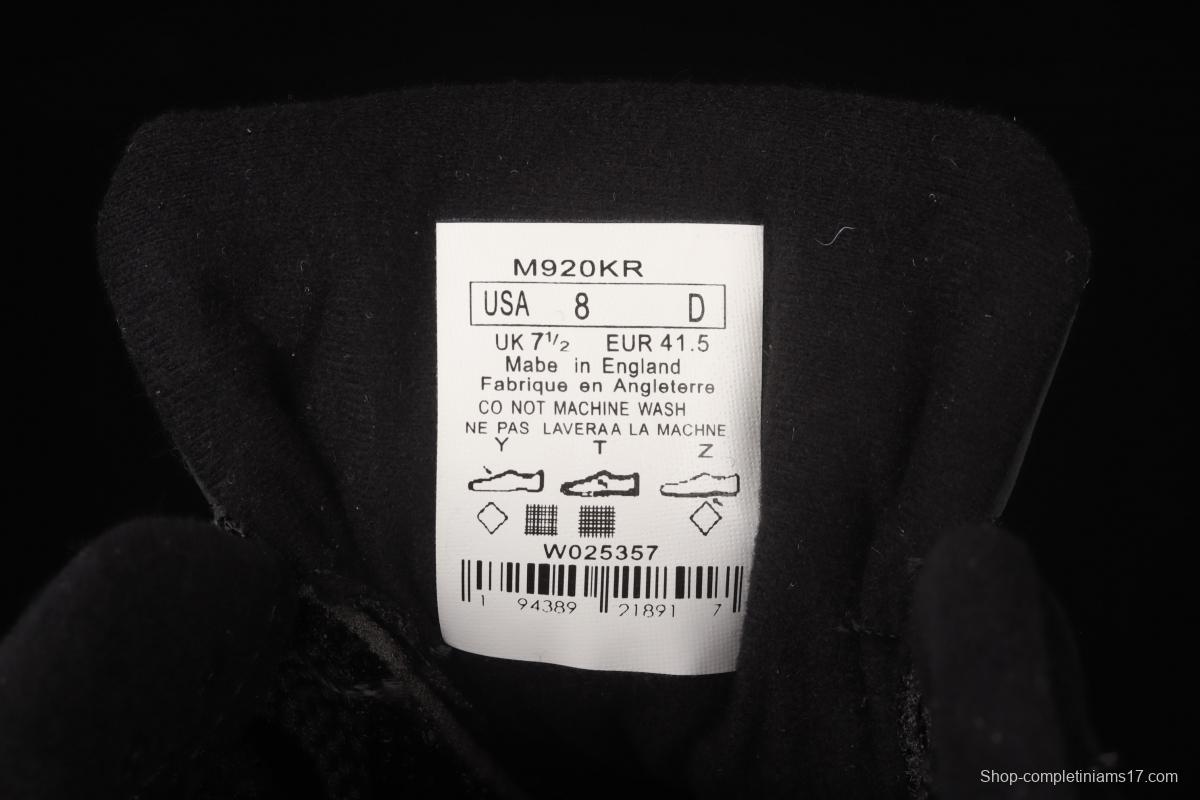 M920KR
USA 8 D
UK 7½ EUR 41.5
Mabe in England
Fabrique en Angleterre
CO NOT MACHINE WASH
NE PAS LAVERAA LA MACHNE
Y T Z
W025357
1 94389 21891 7
Shop-completiniams17.com